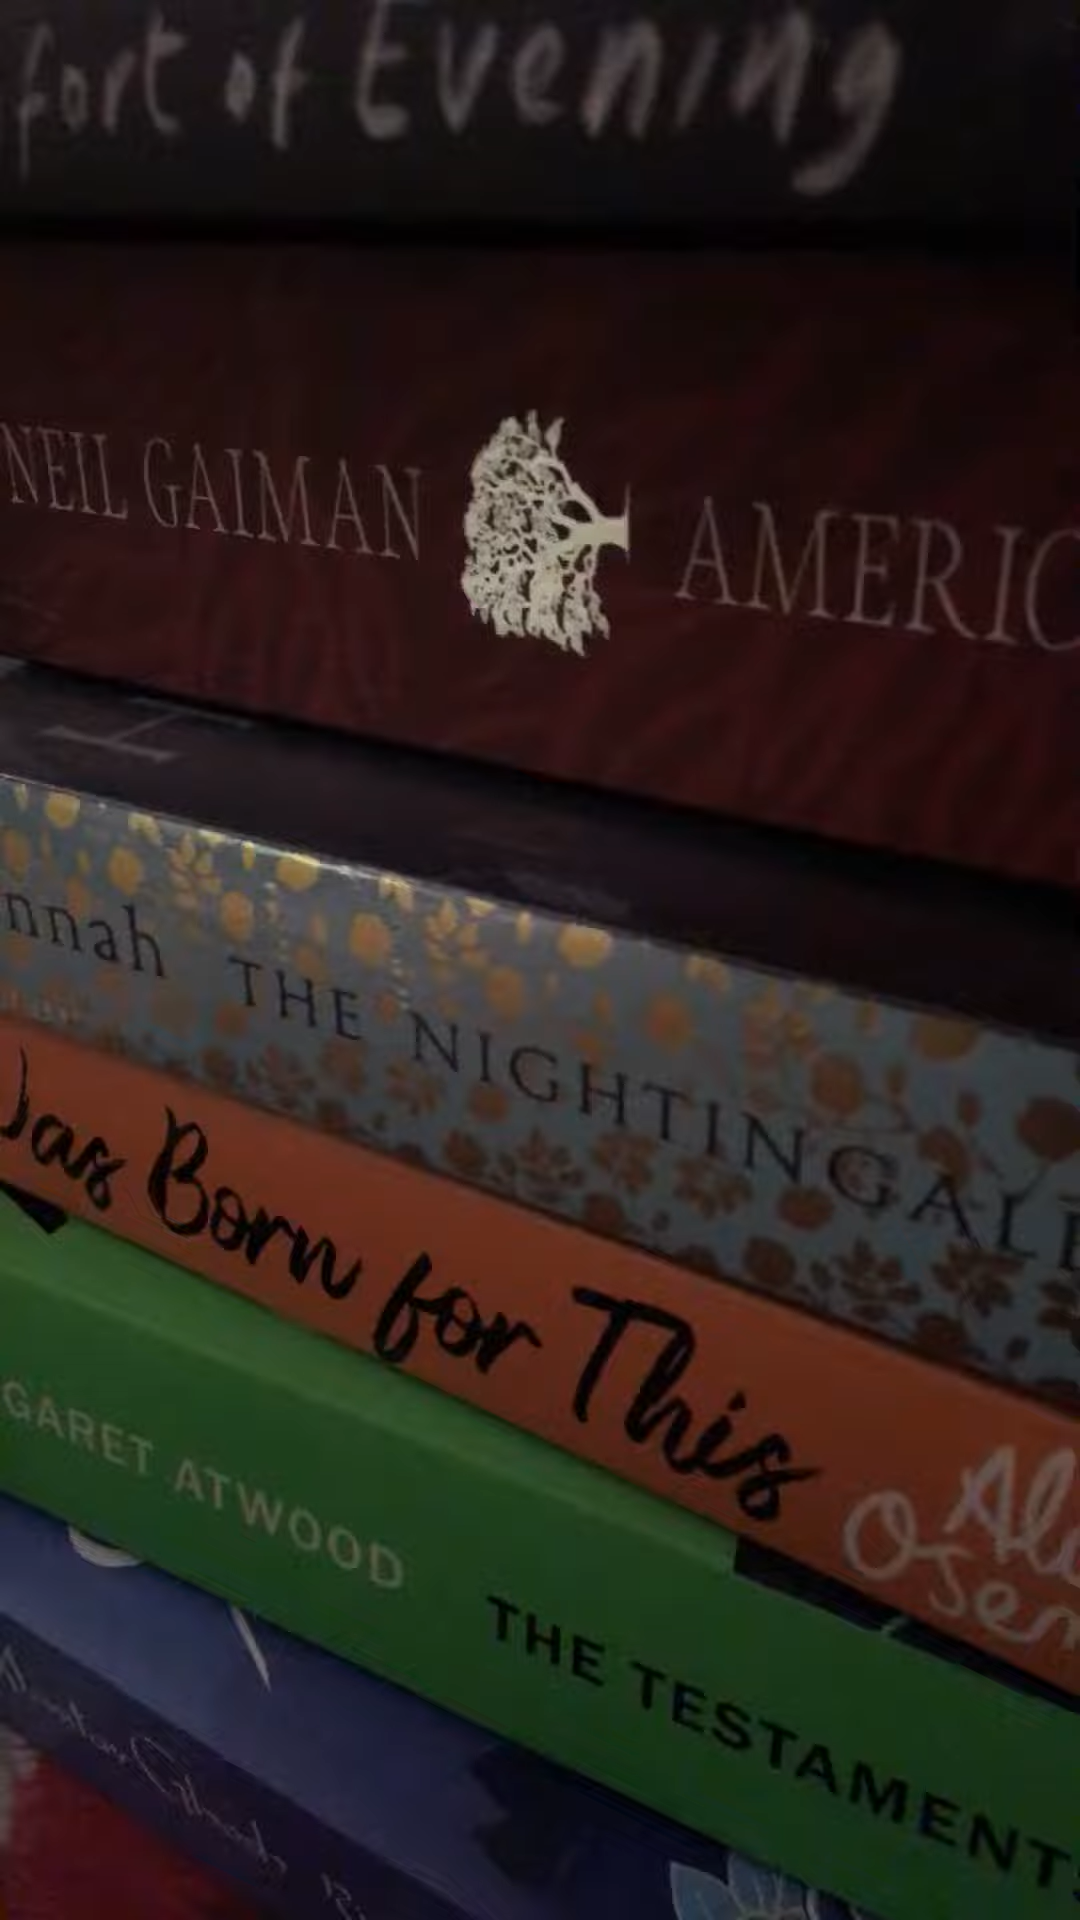 fort of Evening
NEIL GAIMAN AMERIC
nnah THE NIGHTINGALE
Was Born for This
GARET ATWOOD THE TESTAMENTS